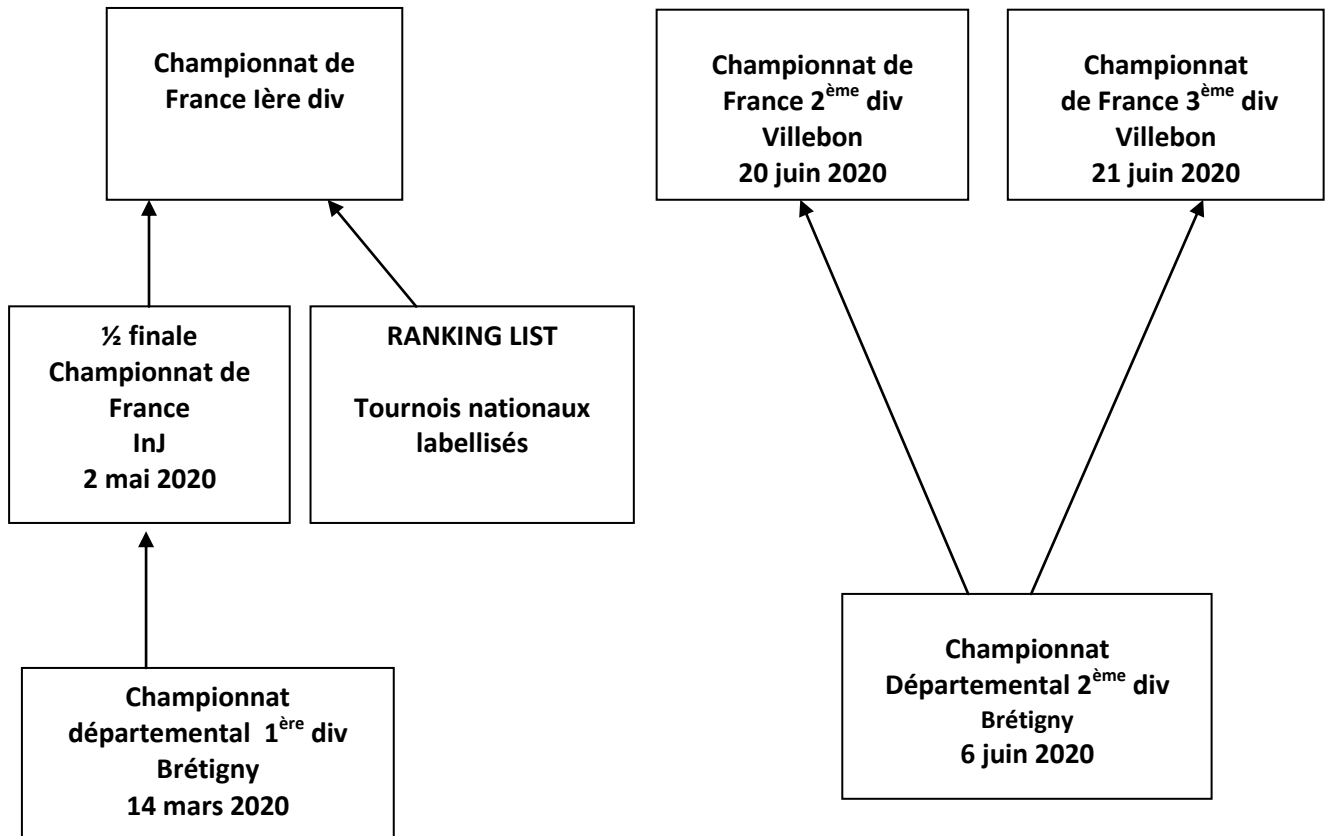 Championnat de
France Ière div
Championnat de
France 2ème div
Villebon
20 juin 2020
Championnat
de France 3ème div
Villebon
21 juin 2020
½ finale
Championnat de
France
InJ
2 mai 2020
RANKING LIST
Tournois nationaux
labellisés
Championnat
Départemental 2ème div
Brétigny
6 juin 2020
Championnat
départemental 1ère div
Brétigny
14 mars 2020